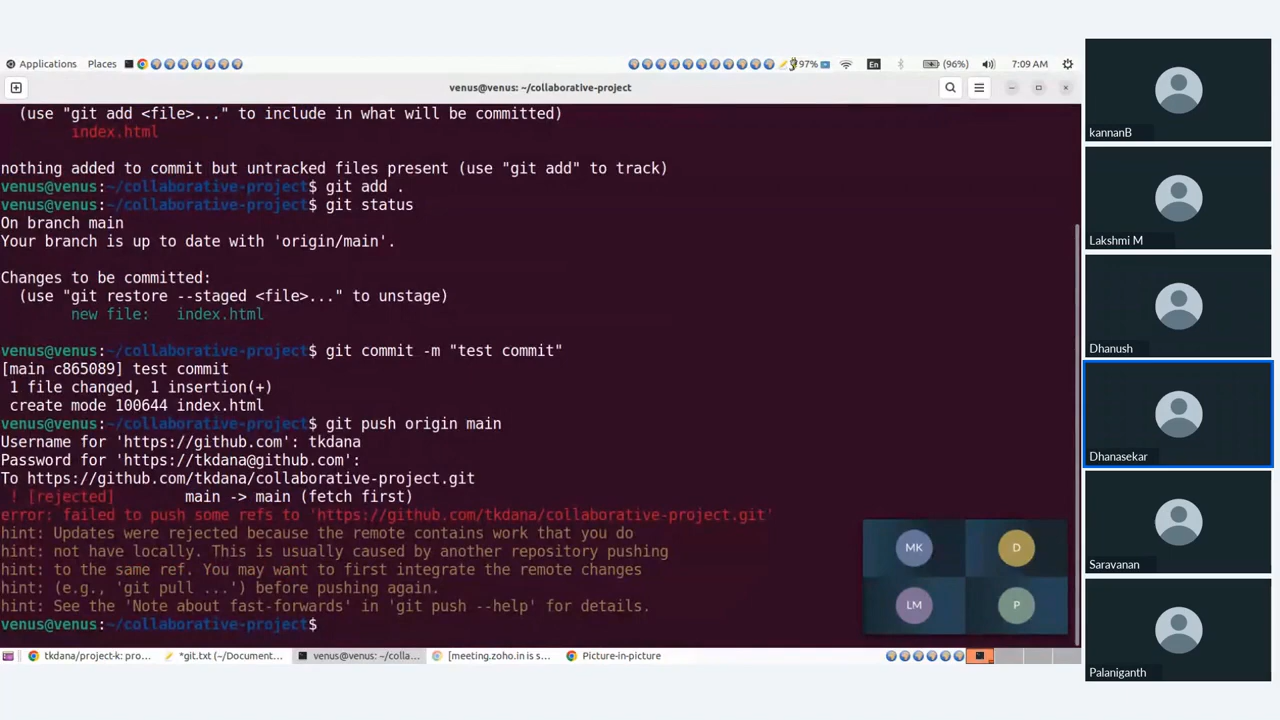 Applications Places
97%
En
(96%)
7:09 AM
venus@venus: ~/collaborative-project
(use "git add <file>..." to include in what will be committed)
index.html
nothing added to commit but untracked files present (use "git add" to track)
venus@venus:~/collaborative-project$ git add .
venus@venus:~/collaborative-project$ git status
On branch main
Your branch is up to date with 'origin/main'.
Changes to be committed:
(use "git restore --staged <file>..." to unstage)
new file:   index.html
venus@venus:~/collaborative-project$ git commit -m "test commit"
[main c865089] test commit
1 file changed, 1 insertion(+)
create mode 100644 index.html
venus@venus:~/collaborative-project$ git push origin main
Username for 'https://github.com': tkdana
Password for 'https://tkdana@github.com':
To https://github.com/tkdana/collaborative-project.git
! [rejected]        main -> main (fetch first)
error: failed to push some refs to 'https://github.com/tkdana/collaborative-project.git'
hint: Updates were rejected because the remote contains work that you do
hint: not have locally. This is usually caused by another repository pushing
hint: to the same ref. You may want to first integrate the remote changes
hint: (e.g., 'git pull ...') before pushing again.
hint: See the 'Note about fast-forwards' in 'git push --help' for details.
venus@venus:~/collaborative-project$
MK
D
LM
P
tkdana/project-k: pro...
*git.txt (~/Document...
venus@venus: ~/colla...
[meeting.zoho.in is s...
Picture-in-picture
kannanB
Lakshmi M
Dhanush
Dhanasekar
Saravanan
Palaniganth